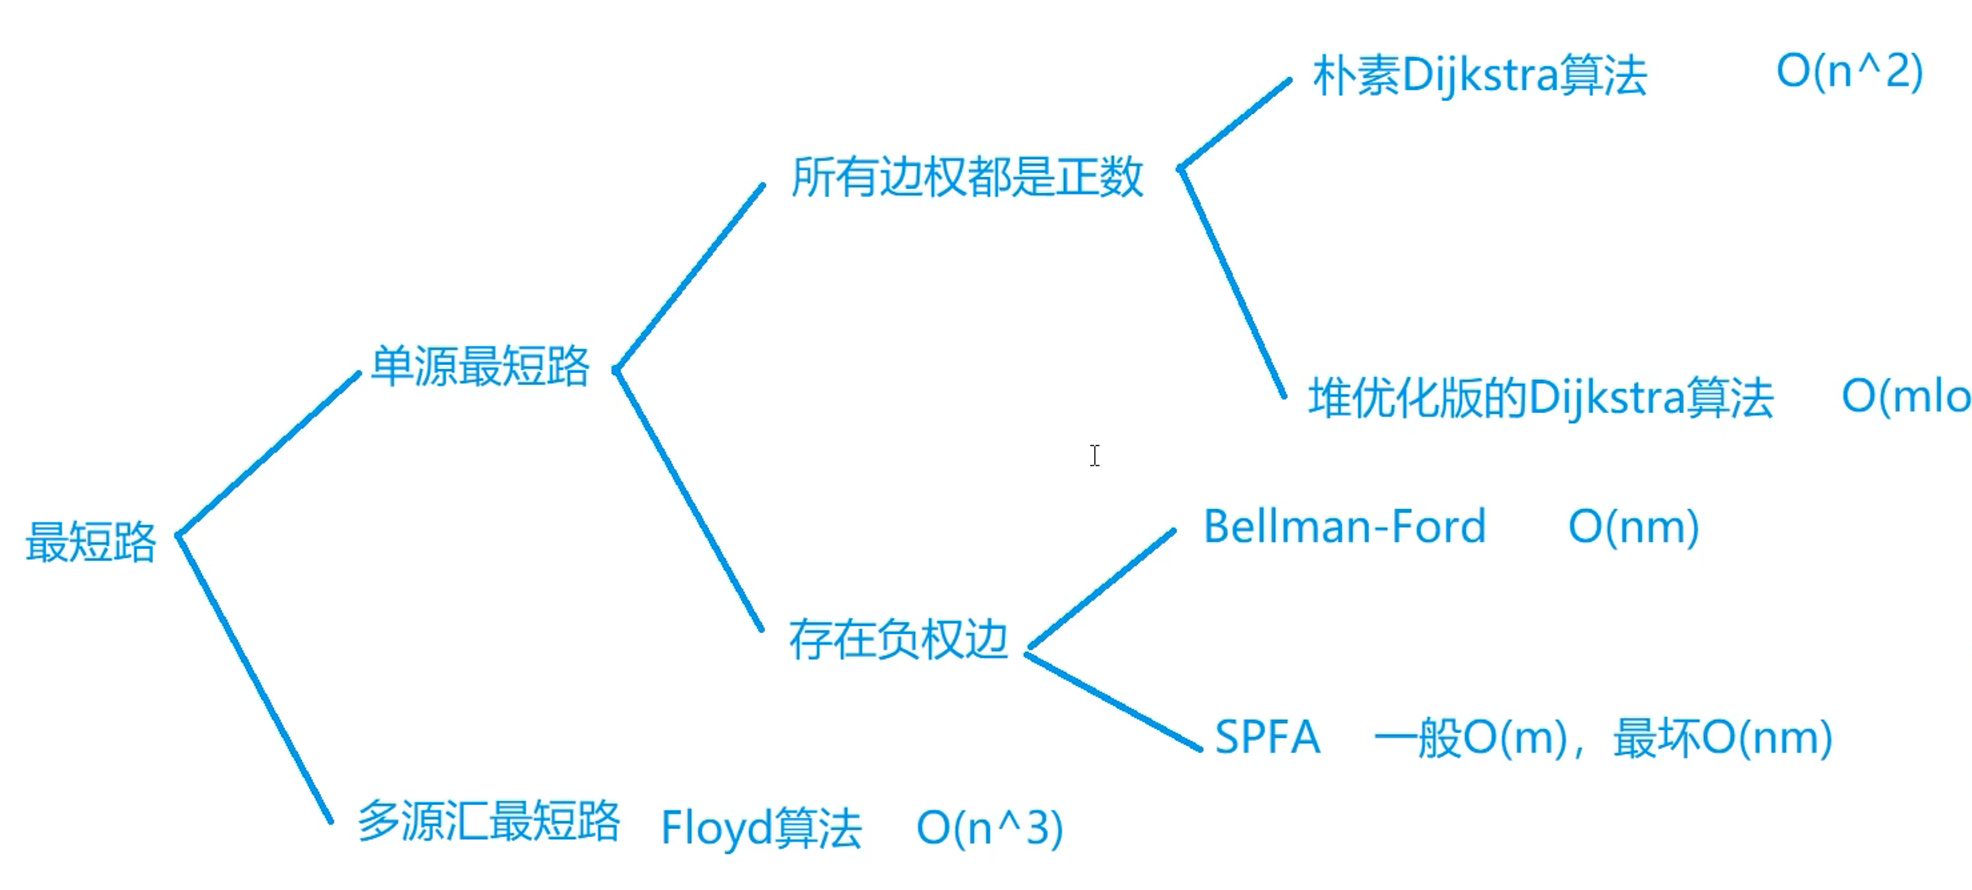 朴素Dijkstra算法 O(n^2)
所有边权都是正数
单源最短路
堆优化版的Dijkstra算法 O(mlo
Bellman-Ford O(nm)
最短路
存在负权边
SPFA 一般O(m)，最坏O(nm)
多源汇最短路 Floyd算法 O(n^3)